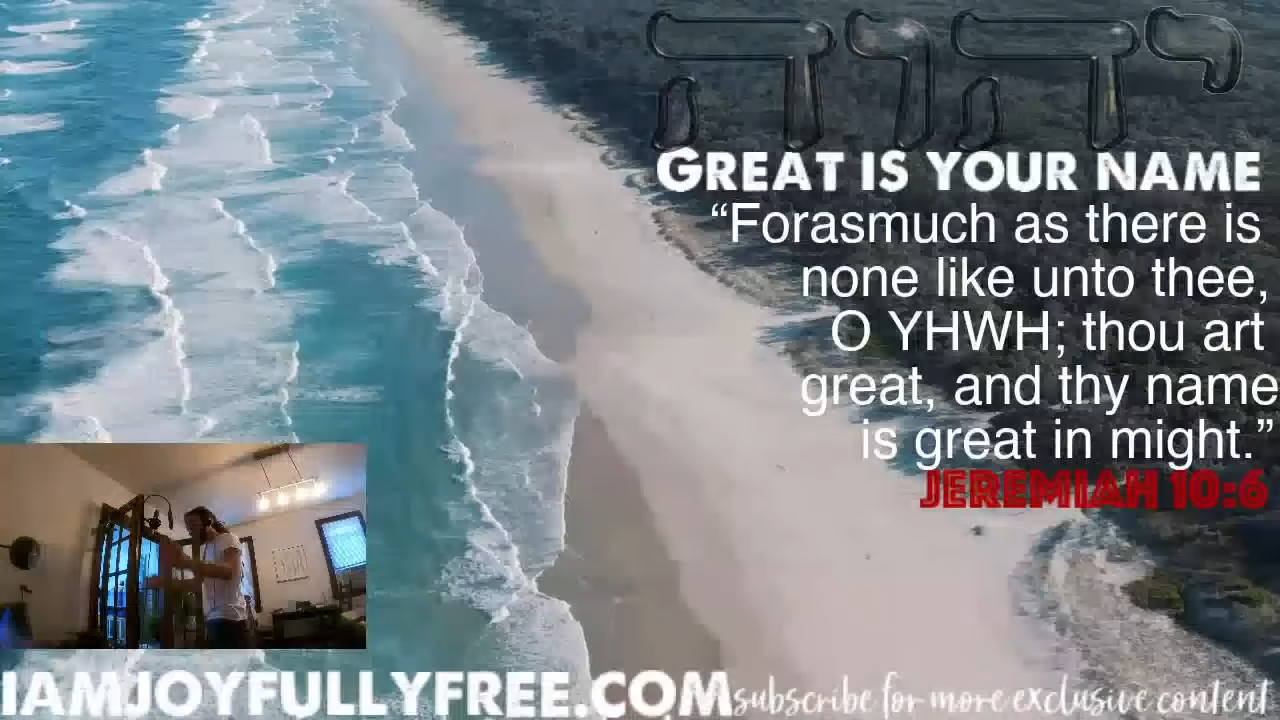 יהוה
GREAT IS YOUR NAME
“Forasmuch as there is
none like unto thee,
O YHWH; thou art
great, and thy name
is great in might.”
JEREMIAH 10:6
IAMJOYFULLYFREE.COM
subscribe for more exclusive content